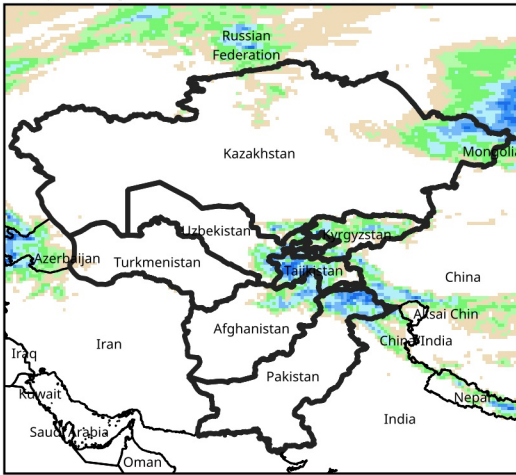 Russian
Federation
Kazakhstan
Mongolia
Uzbekistan
Kyrgyzstan
Azerbaijan
Turkmenistan
Tajikistan
China
Aksai Chin
Afghanistan
China/India
Iran
Iraq
Pakistan
Kuwait
Nepal
India
Saudi Arabia
Oman